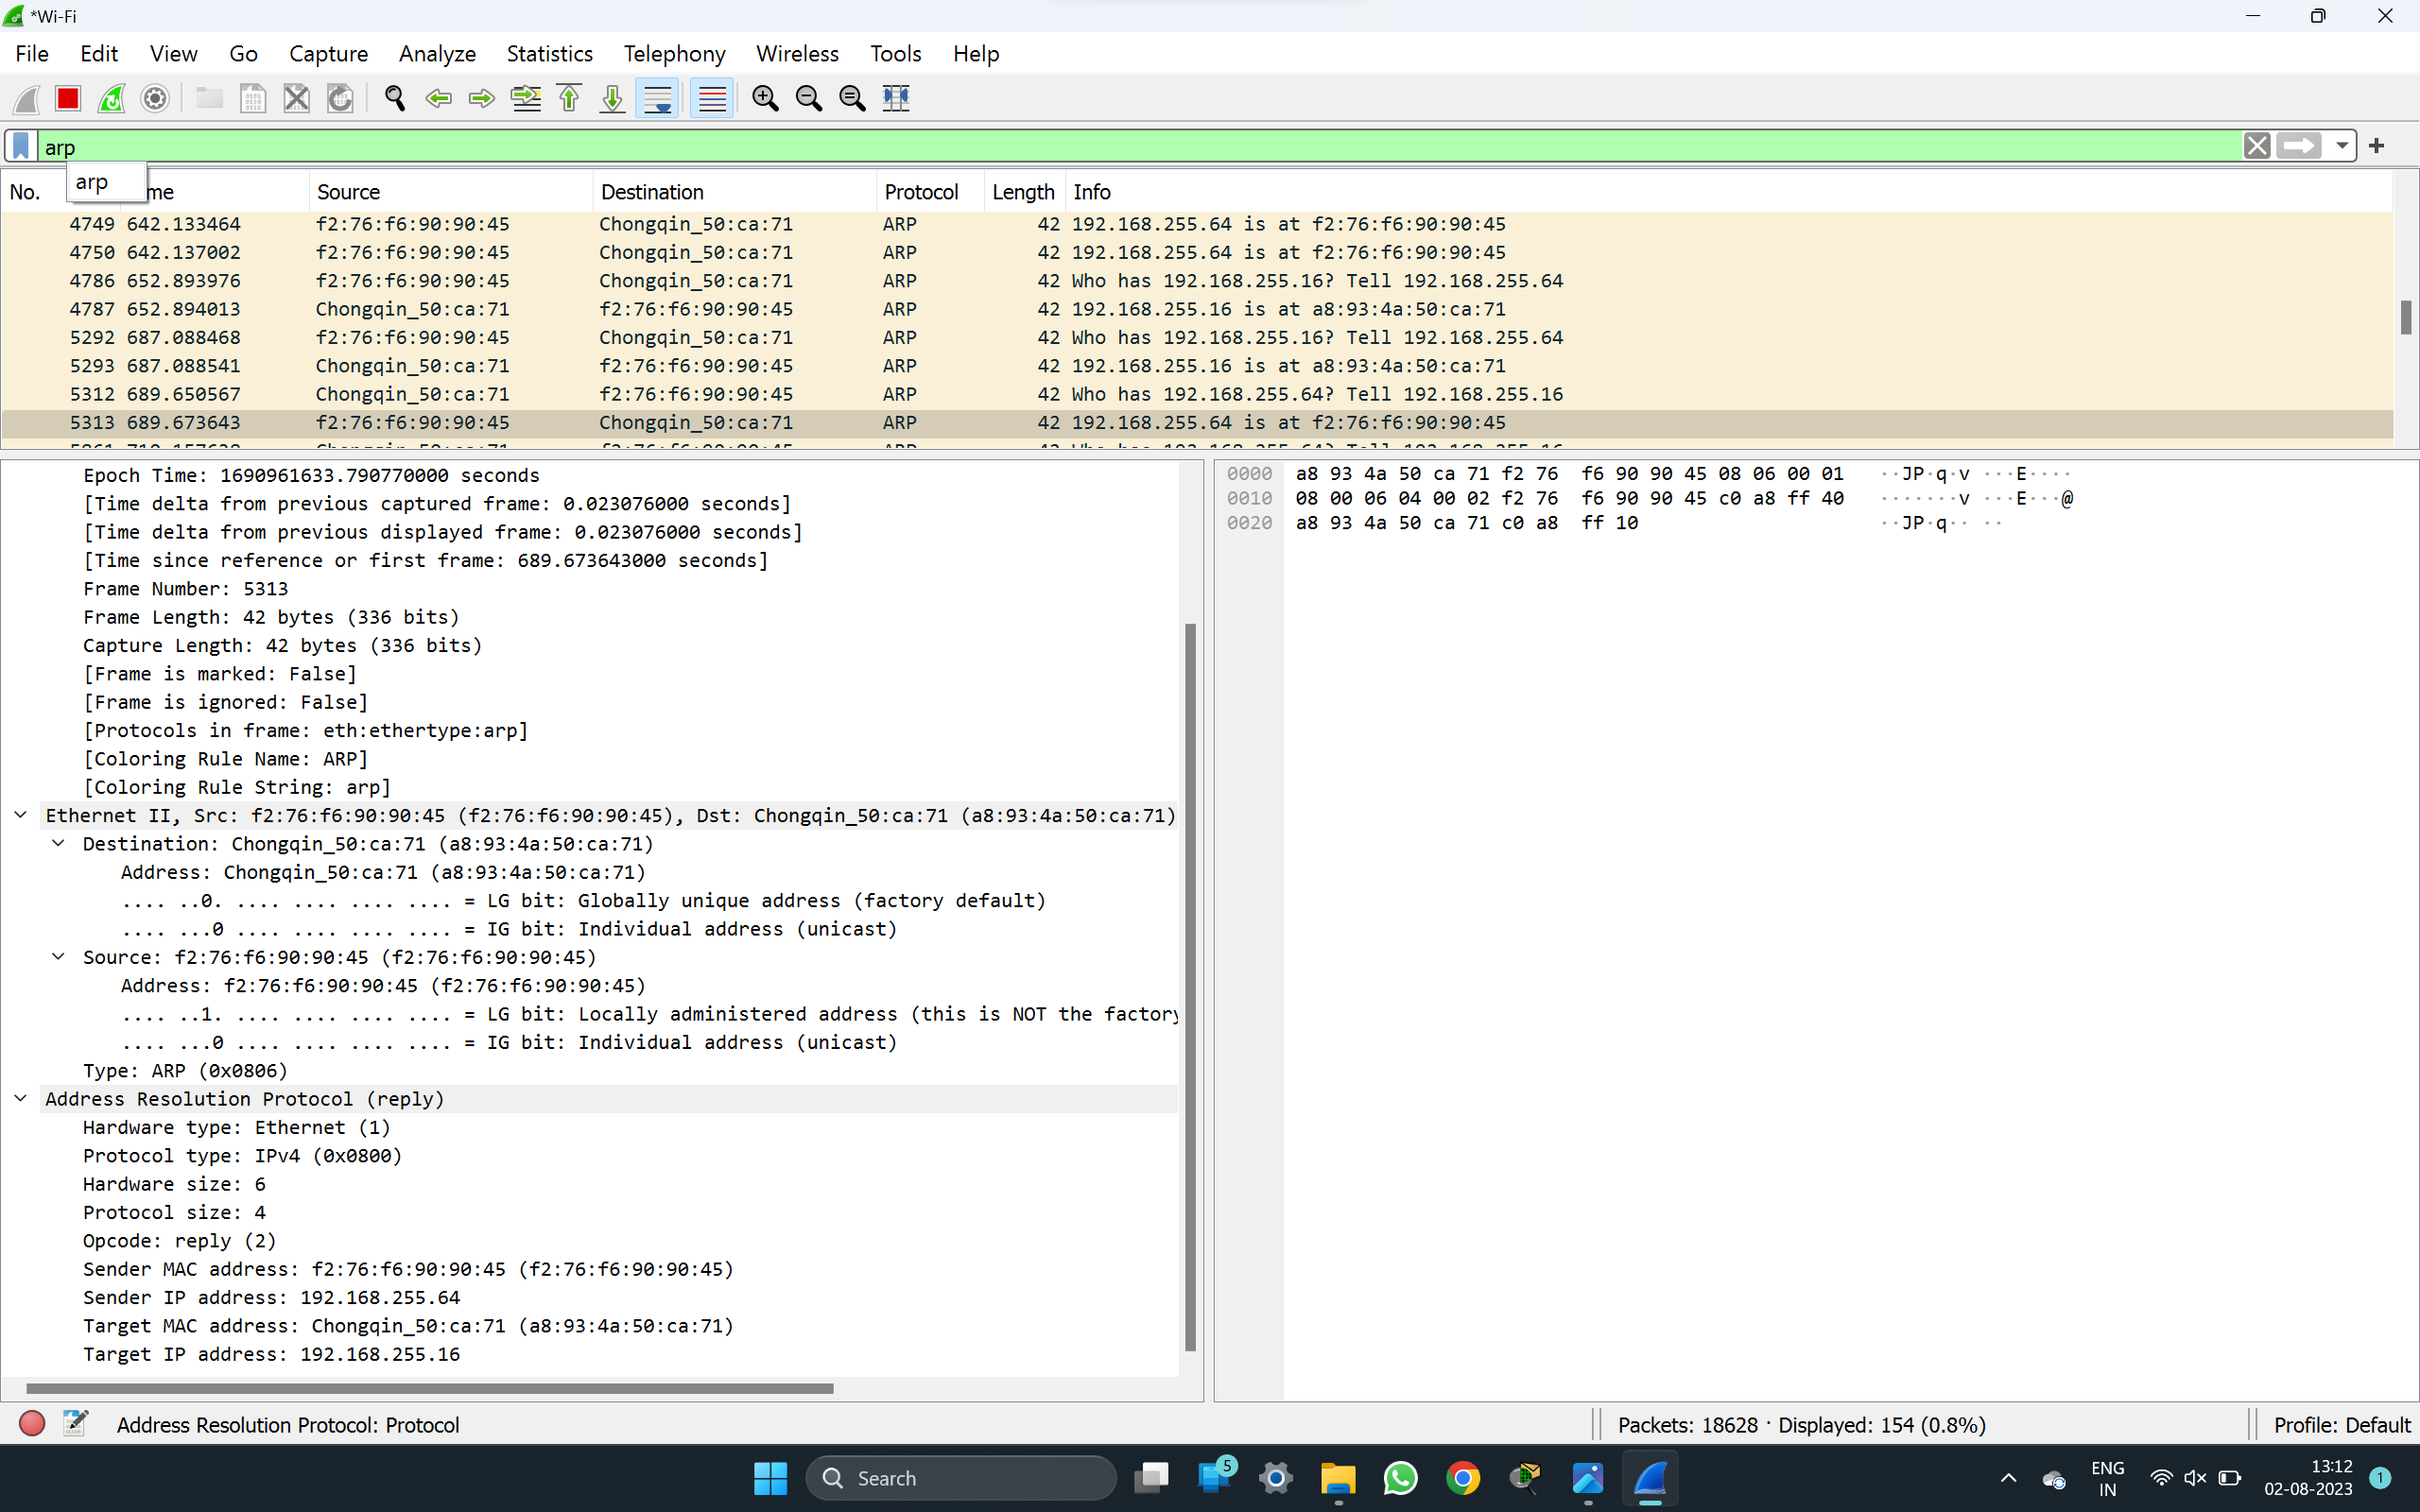 *Wi-Fi
File Edit View Go Capture Analyze Statistics Telephony Wireless Tools Help
arp
arp
No. me Source Destination Protocol Length Info
4749 642.133464 f2:76:f6:90:90:45 Chongqin_50:ca:71 ARP 42 192.168.255.64 is at f2:76:f6:90:90:45
4750 642.137002 f2:76:f6:90:90:45 Chongqin_50:ca:71 ARP 42 192.168.255.64 is at f2:76:f6:90:90:45
4786 652.893976 f2:76:f6:90:90:45 Chongqin_50:ca:71 ARP 42 Who has 192.168.255.16? Tell 192.168.255.64
4787 652.894013 Chongqin_50:ca:71 f2:76:f6:90:90:45 ARP 42 192.168.255.16 is at a8:93:4a:50:ca:71
5292 687.088468 f2:76:f6:90:90:45 Chongqin_50:ca:71 ARP 42 Who has 192.168.255.16? Tell 192.168.255.64
5293 687.088541 Chongqin_50:ca:71 f2:76:f6:90:90:45 ARP 42 192.168.255.16 is at a8:93:4a:50:ca:71
5312 689.650567 Chongqin_50:ca:71 f2:76:f6:90:90:45 ARP 42 Who has 192.168.255.64? Tell 192.168.255.16
5313 689.673643 f2:76:f6:90:90:45 Chongqin_50:ca:71 ARP 42 192.168.255.64 is at f2:76:f6:90:90:45
Epoch Time: 1690961633.790770000 seconds
[Time delta from previous captured frame: 0.023076000 seconds]
[Time delta from previous displayed frame: 0.023076000 seconds]
[Time since reference or first frame: 689.673643000 seconds]
Frame Number: 5313
Frame Length: 42 bytes (336 bits)
Capture Length: 42 bytes (336 bits)
[Frame is marked: False]
[Frame is ignored: False]
[Protocols in frame: eth:ethertype:arp]
[Coloring Rule Name: ARP]
[Coloring Rule String: arp]
Ethernet II, Src: f2:76:f6:90:90:45 (f2:76:f6:90:90:45), Dst: Chongqin_50:ca:71 (a8:93:4a:50:ca:71)
Destination: Chongqin_50:ca:71 (a8:93:4a:50:ca:71)
Address: Chongqin_50:ca:71 (a8:93:4a:50:ca:71)
.... ..0. .... .... .... .... = LG bit: Globally unique address (factory default)
.... ...0 .... .... .... .... = IG bit: Individual address (unicast)
Source: f2:76:f6:90:90:45 (f2:76:f6:90:90:45)
Address: f2:76:f6:90:90:45 (f2:76:f6:90:90:45)
.... ..1. .... .... .... .... = LG bit: Locally administered address (this is NOT the factory
.... ...0 .... .... .... .... = IG bit: Individual address (unicast)
Type: ARP (0x0806)
Address Resolution Protocol (reply)
Hardware type: Ethernet (1)
Protocol type: IPv4 (0x0800)
Hardware size: 6
Protocol size: 4
Opcode: reply (2)
Sender MAC address: f2:76:f6:90:90:45 (f2:76:f6:90:90:45)
Sender IP address: 192.168.255.64
Target MAC address: Chongqin_50:ca:71 (a8:93:4a:50:ca:71)
Target IP address: 192.168.255.16
0000 a8 93 4a 50 ca 71 f2 76 f6 90 90 45 08 06 00 01 ··JP·q·v ···E····
0010 08 00 06 04 00 02 f2 76 f6 90 90 45 c0 a8 ff 40 ·······v ···E···@
0020 a8 93 4a 50 ca 71 c0 a8 ff 10 ··JP·q·· ··
Address Resolution Protocol: Protocol
Packets: 18628 · Displayed: 154 (0.8%)
Profile: Default
Search
5
ENG
IN
13:12
02-08-2023
1